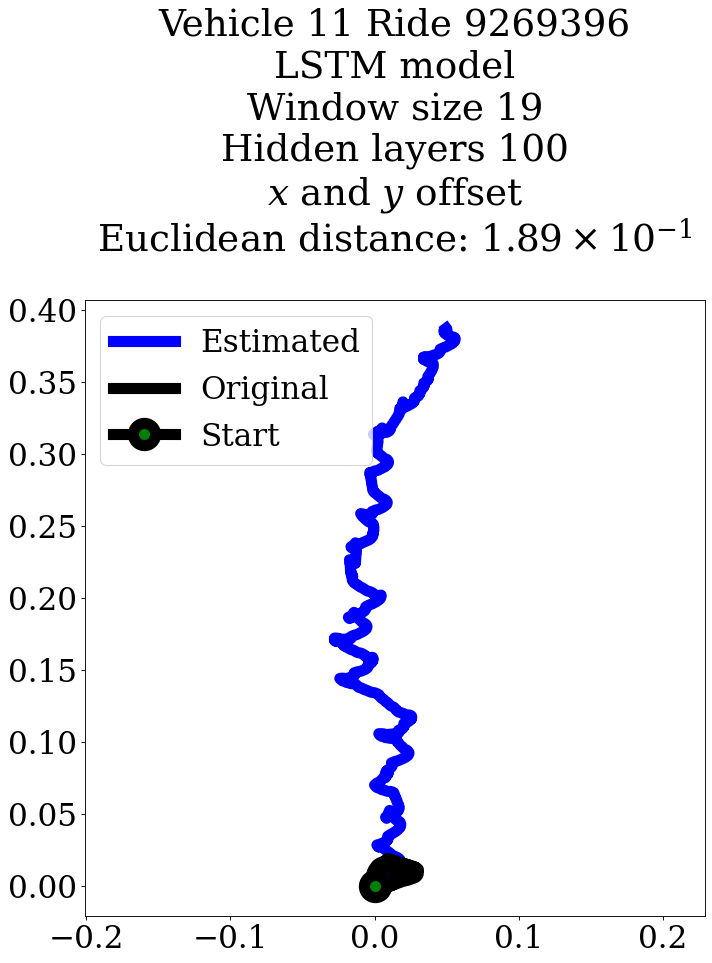 Vehicle 11 Ride 9269396
LSTM model
Window size 19
Hidden layers 100
x and y offset
Euclidean distance: 1.89 × 10⁻¹
Estimated
Original
Start
0.40
0.35
0.30
0.25
0.20
0.15
0.10
0.05
0.00
−0.2 −0.1 0.0 0.1 0.2